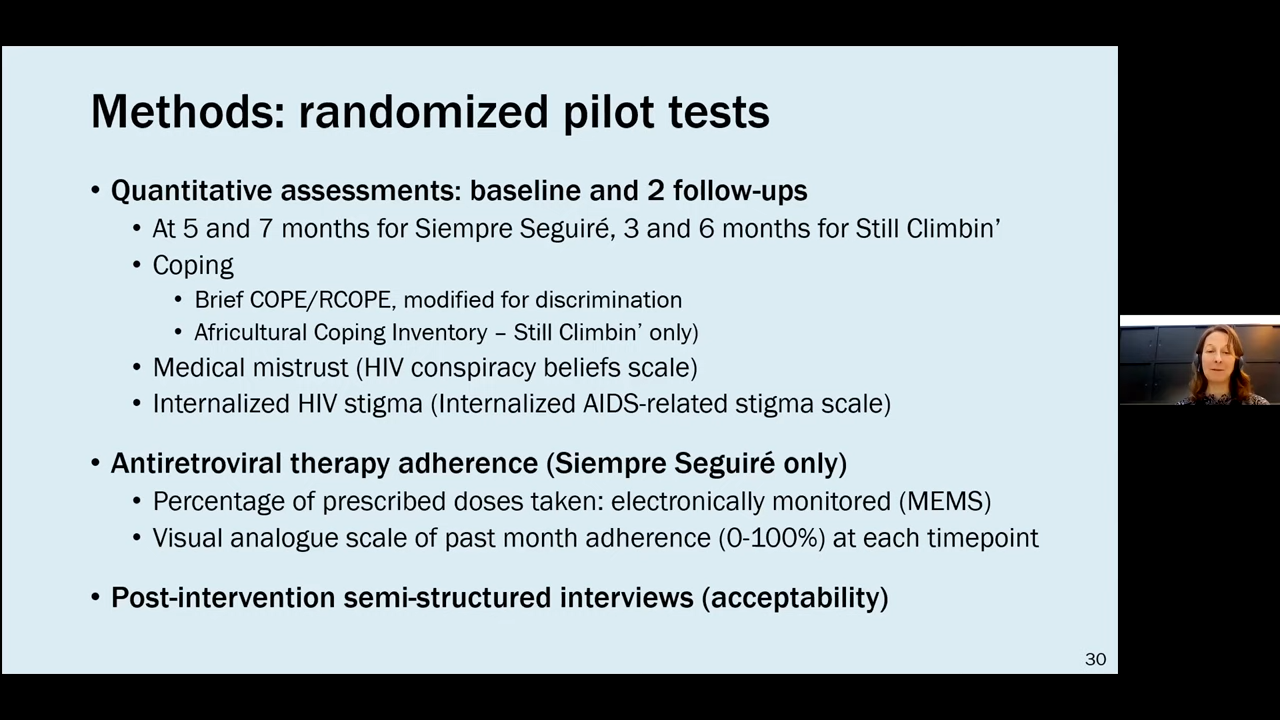 Methods: randomized pilot tests
• Quantitative assessments: baseline and 2 follow-ups
• At 5 and 7 months for Siempre Seguiré, 3 and 6 months for Still Climbin’
• Coping
• Brief COPE/RCOPE, modified for discrimination
• Africultural Coping Inventory – Still Climbin’ only)
• Medical mistrust (HIV conspiracy beliefs scale)
• Internalized HIV stigma (Internalized AIDS-related stigma scale)
• Antiretroviral therapy adherence (Siempre Seguiré only)
• Percentage of prescribed doses taken: electronically monitored (MEMS)
• Visual analogue scale of past month adherence (0-100%) at each timepoint
• Post-intervention semi-structured interviews (acceptability)
30